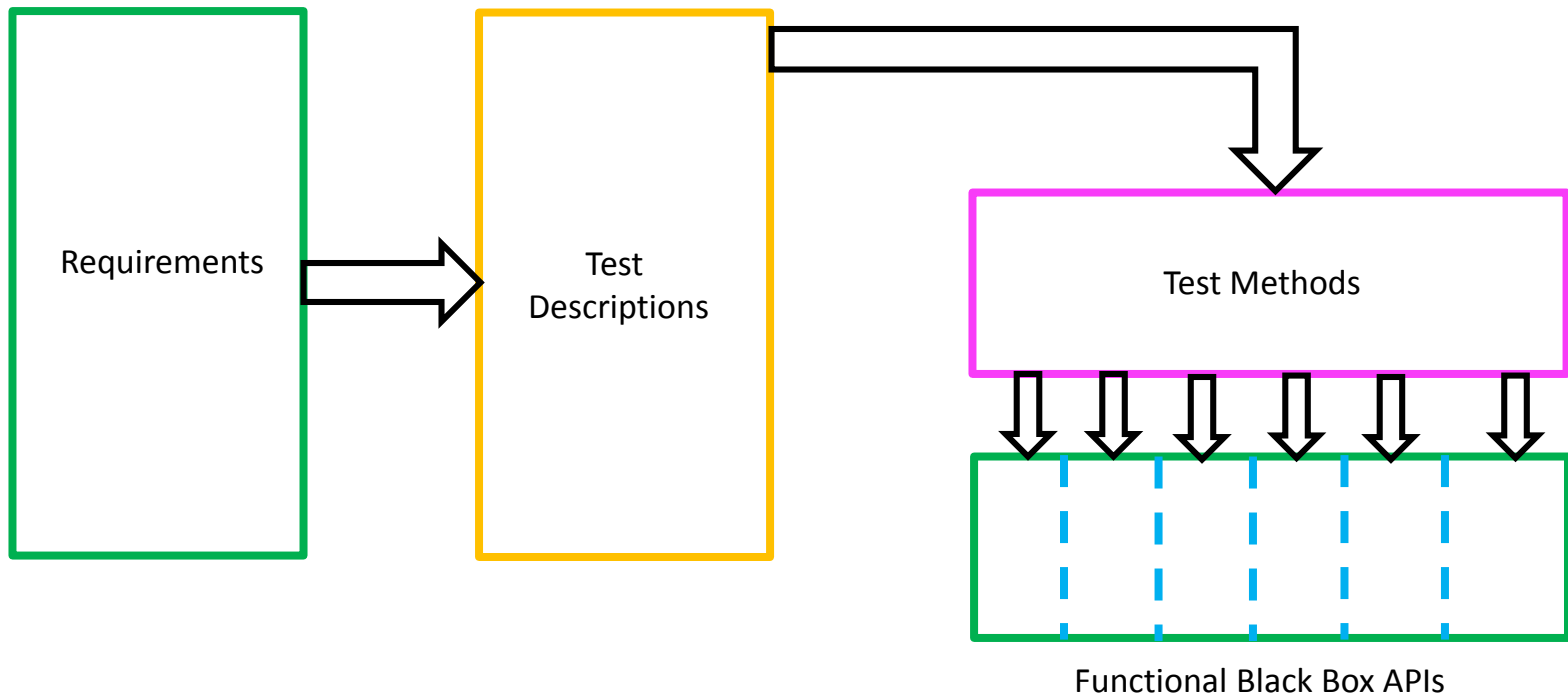 Requirements
Test
Descriptions
Test Methods
Functional Black Box APIs